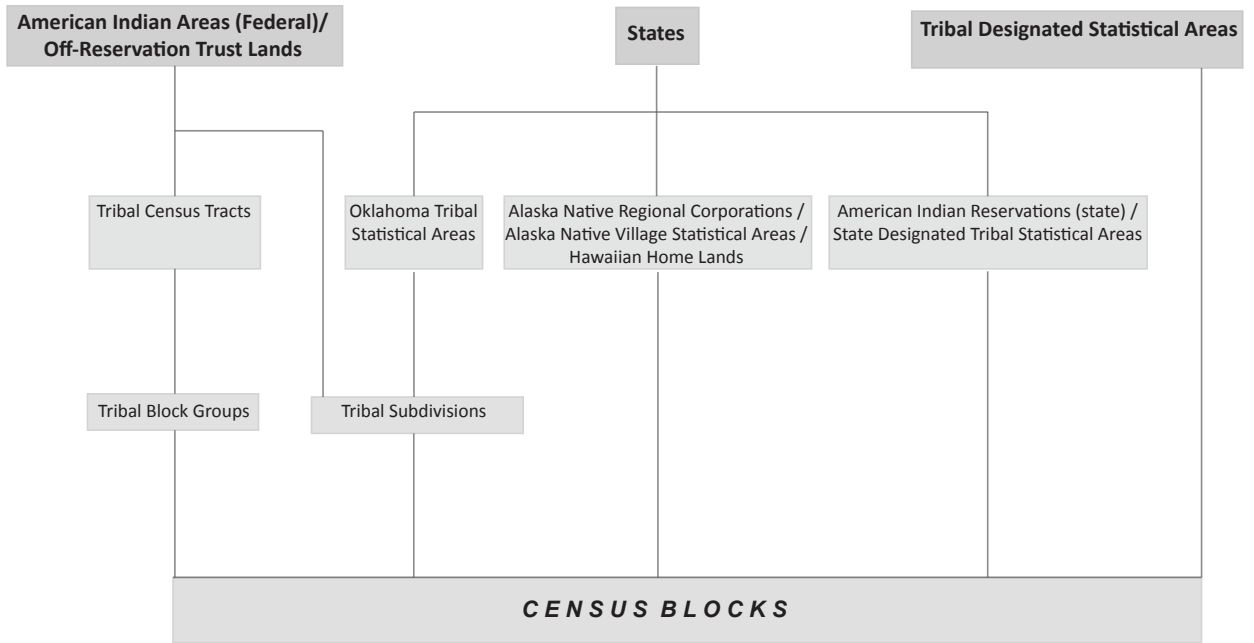 American Indian Areas (Federal)/
Off-Reservation Trust Lands
States
Tribal Designated Statistical Areas
Tribal Census Tracts
Oklahoma Tribal
Statistical Areas
Alaska Native Regional Corporations /
Alaska Native Village Statistical Areas /
Hawaiian Home Lands
American Indian Reservations (state) /
State Designated Tribal Statistical Areas
Tribal Block Groups
Tribal Subdivisions
CENSUS BLOCKS